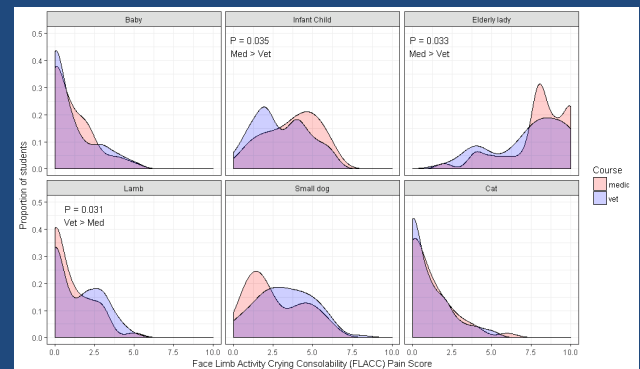 Baby
Infant Child
Elderly lady
P = 0.035
Med > Vet
P = 0.033
Med > Vet
0.5
0.4
0.3
0.2
0.1
0.0
Lamb
Small dog
Cat
P = 0.031
Vet > Med
0.5
0.4
0.3
0.2
0.1
0.0
0.0 2.5 5.0 7.5 10.0
0.0 2.5 5.0 7.5 10.0
0.0 2.5 5.0 7.5 10.0
Face Limb Activity Crying Consolability (FLACC) Pain Score
Proportion of students
Course
medic
vet